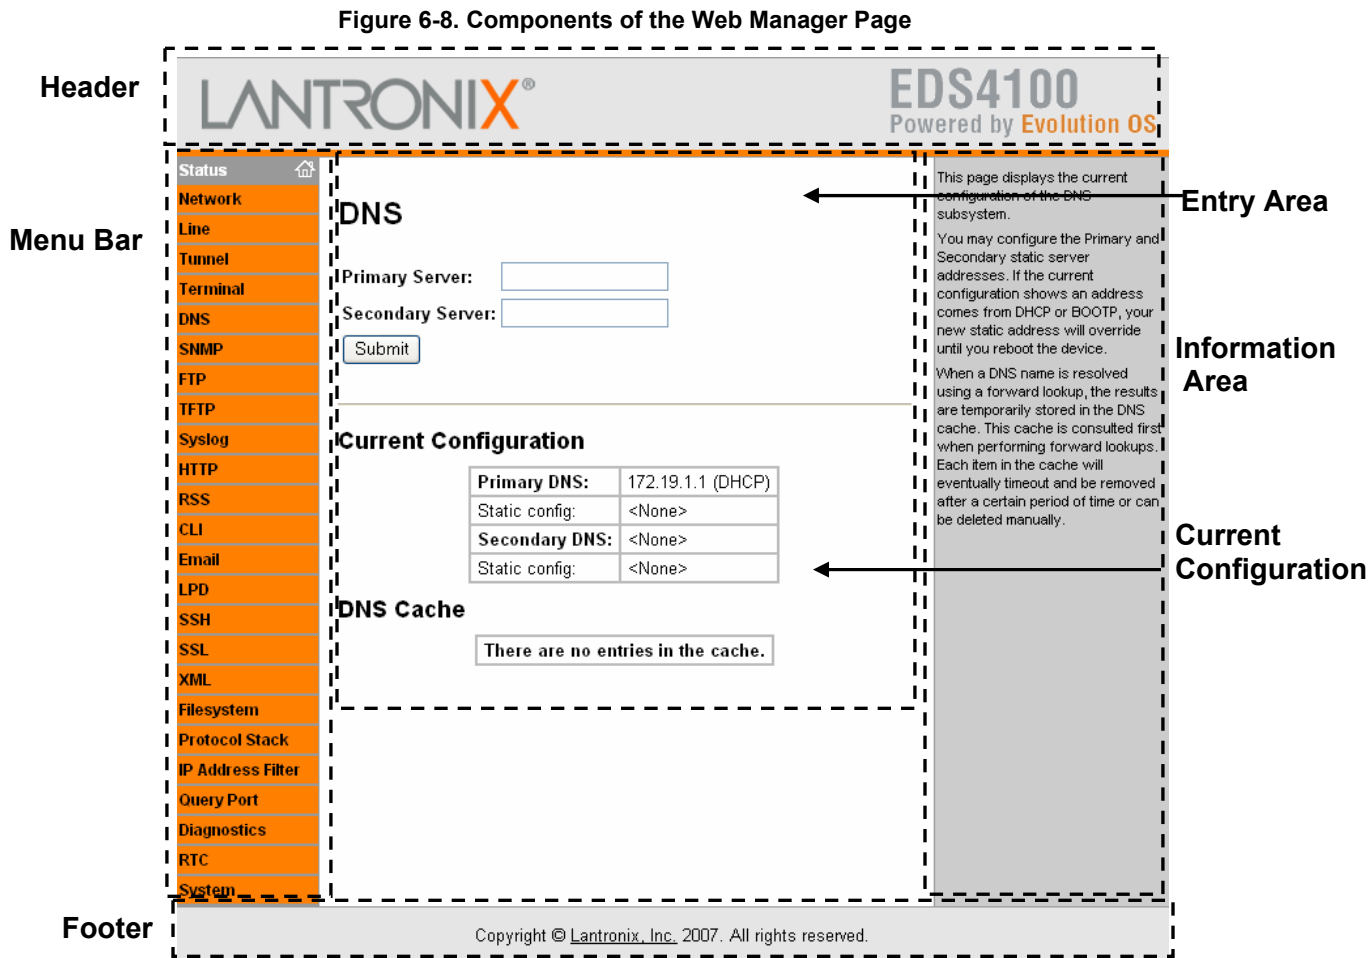 Figure 6-8. Components of the Web Manager Page
Header
LANTRONIX®
EDS4100
Powered by Evolution OS
Menu Bar
Status
Network
Line
Tunnel
Terminal
DNS
SNMP
FTP
TFTP
Syslog
HTTP
RSS
CLI
Email
LPD
SSH
SSL
XML
Filesystem
Protocol Stack
IP Address Filter
Query Port
Diagnostics
RTC
System
DNS
Primary Server:
Secondary Server:
Submit
Current Configuration
Primary DNS: 172.19.1.1 (DHCP)
Static config: <None>
Secondary DNS: <None>
Static config: <None>
DNS Cache
There are no entries in the cache.
This page displays the current
configuration of the DNS
subsystem.
You may configure the Primary and
Secondary static server
addresses. If the current
configuration shows an address
comes from DHCP or BOOTP, your
new static address will override
until you reboot the device.
When a DNS name is resolved
using a forward lookup, the results
are temporarily stored in the DNS
cache. This cache is consulted first
when performing forward lookups.
Each item in the cache will
eventually timeout and be removed
after a certain period of time or can
be deleted manually.
Entry Area
Information
Area
Current
Configuration
Footer
Copyright © Lantronix, Inc. 2007. All rights reserved.